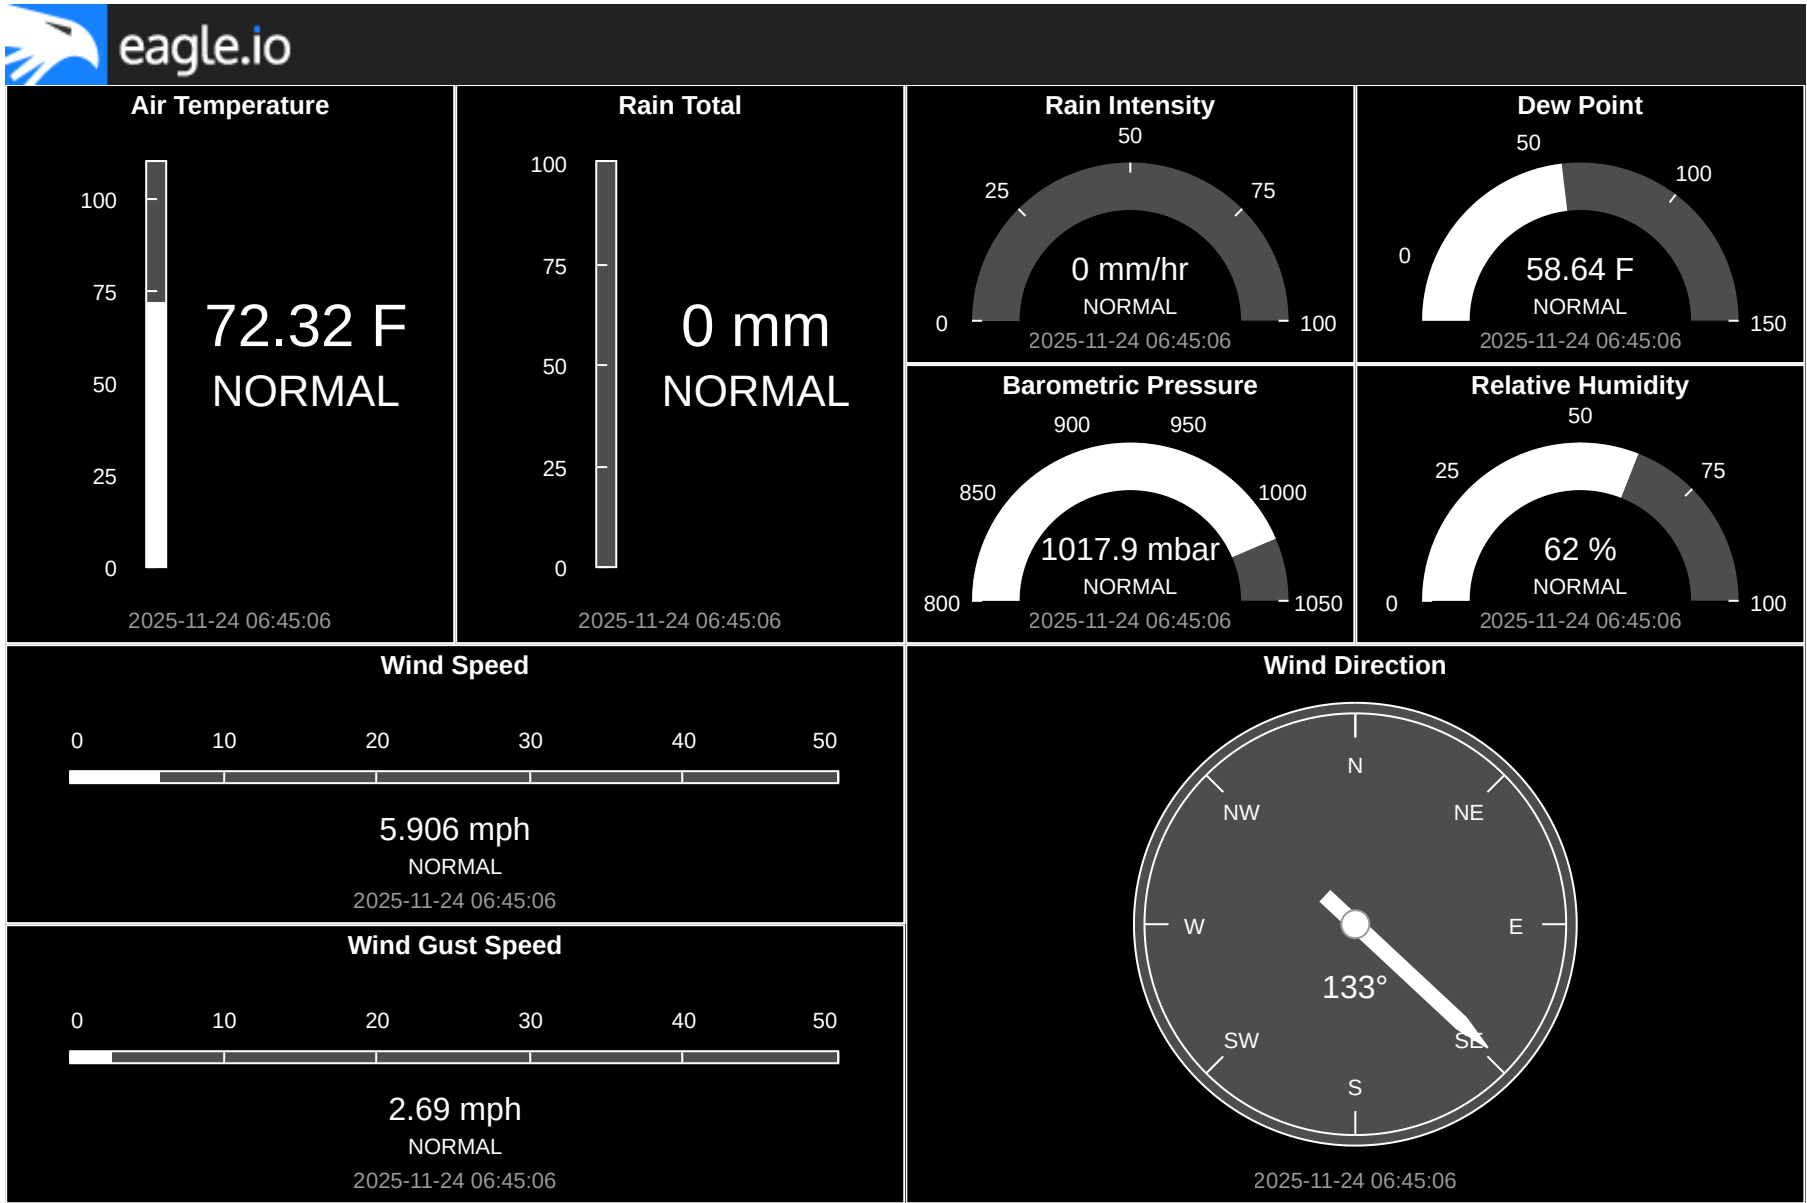 eagle.io
Air Temperature
100
75
50
25
0
72.32 F
NORMAL
2025-11-24 06:45:06
Rain Total
100
75
50
25
0
0 mm
NORMAL
2025-11-24 06:45:06
Rain Intensity
50
25
75
0
100
0 mm/hr
NORMAL
2025-11-24 06:45:06
Dew Point
50
100
0
150
58.64 F
NORMAL
2025-11-24 06:45:06
Barometric Pressure
900
950
850
1000
800
1050
1017.9 mbar
NORMAL
2025-11-24 06:45:06
Relative Humidity
50
25
75
0
100
62 %
NORMAL
2025-11-24 06:45:06
Wind Speed
0 10 20 30 40 50
5.906 mph
NORMAL
2025-11-24 06:45:06
Wind Gust Speed
0 10 20 30 40 50
2.69 mph
NORMAL
2025-11-24 06:45:06
Wind Direction
N
NW
NE
W
E
133°
SW
SE
S
2025-11-24 06:45:06